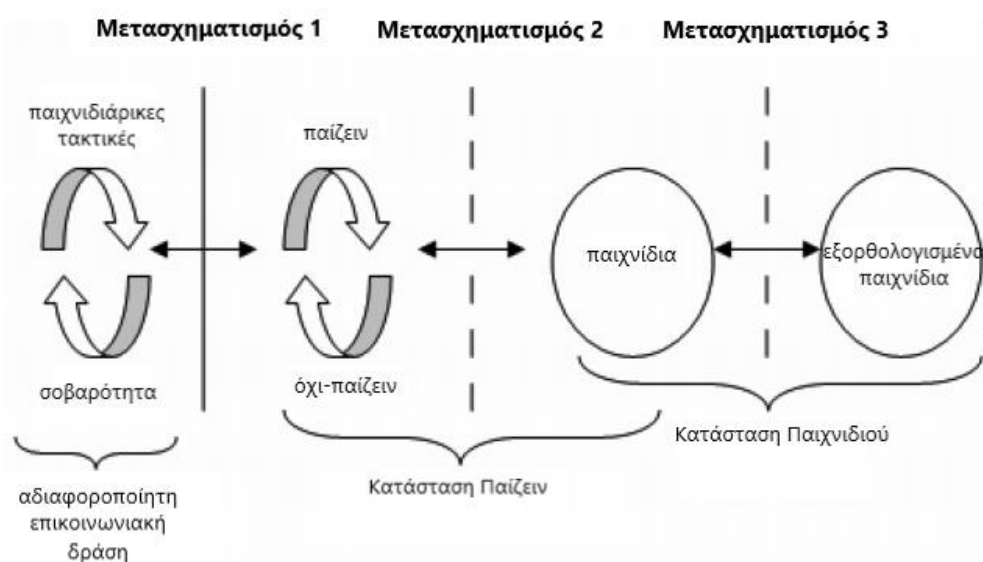 Μετασχηματισμός 1
Μετασχηματισμός 2
Μετασχηματισμός 3
παιχνιδιάρικες
τακτικές
παίζειν
παιχνίδια
εξορθολογισμένα
παιχνίδια
σοβαρότητα
όχι-παίζειν
Κατάσταση Παιχνιδιού
Κατάσταση Παίζειν
αδιαφοροποίητη
επικοινωνιακή
δράση